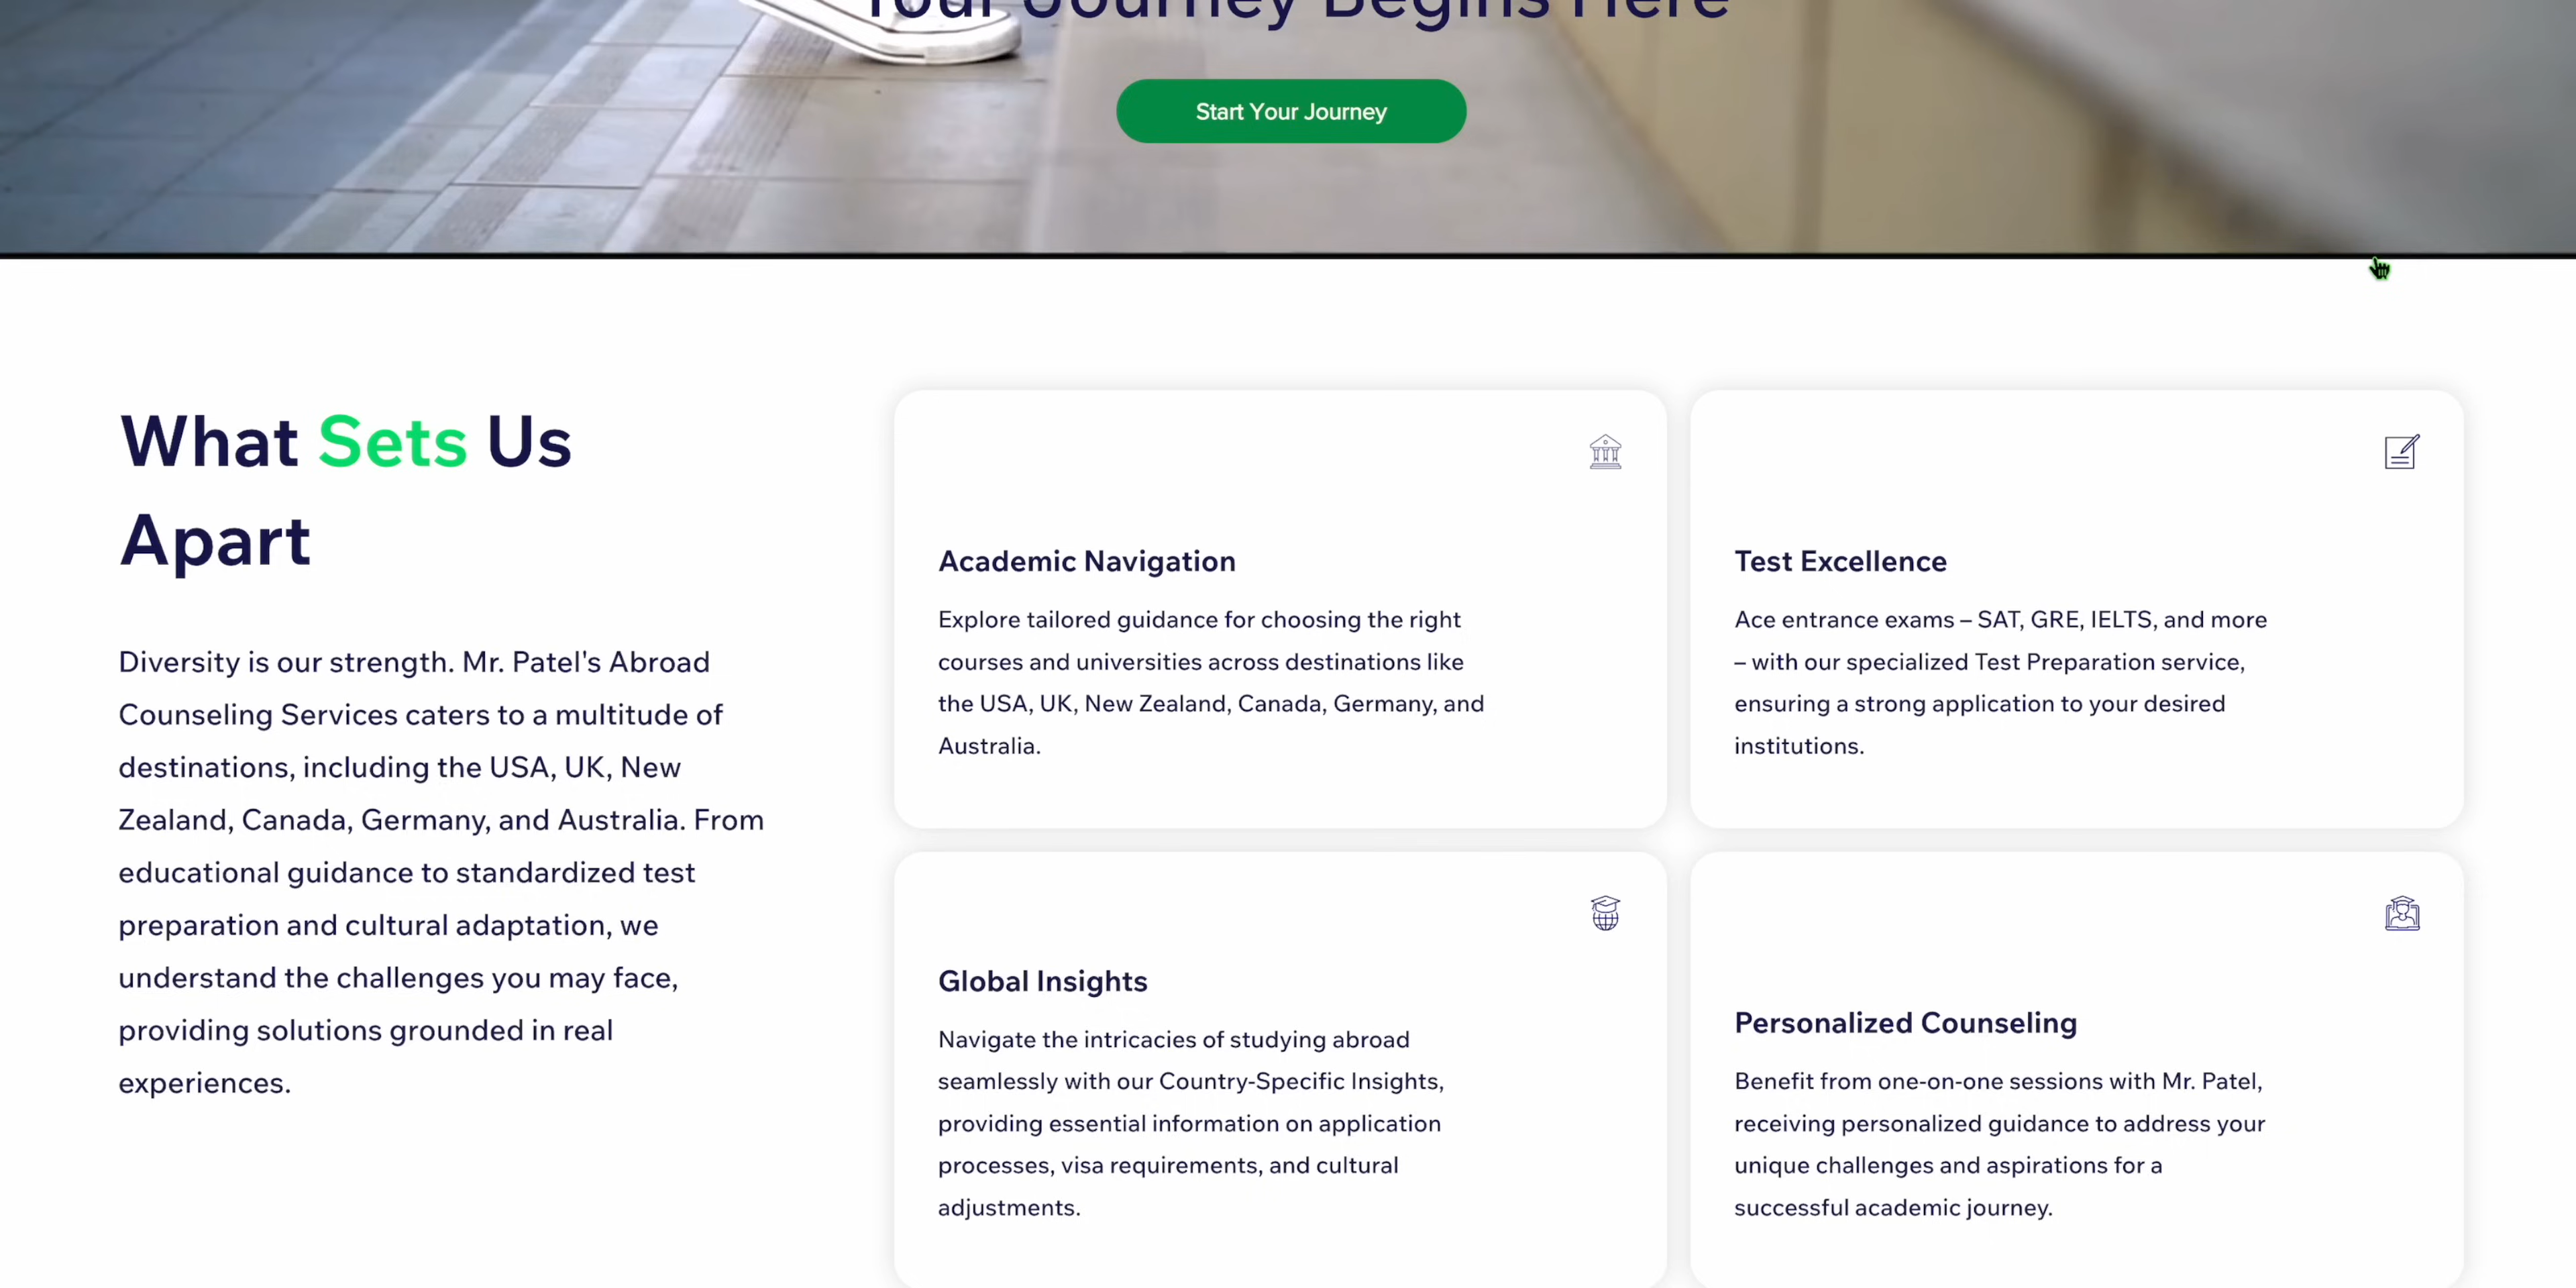 Your Journey Begins Here
Start Your Journey
What Sets Us
Apart
Diversity is our strength. Mr. Patel's Abroad
Counseling Services caters to a multitude of
destinations, including the USA, UK, New
Zealand, Canada, Germany, and Australia. From
educational guidance to standardized test
preparation and cultural adaptation, we
understand the challenges you may face,
providing solutions grounded in real
experiences.
Academic Navigation
Explore tailored guidance for choosing the right
courses and universities across destinations like
the USA, UK, New Zealand, Canada, Germany, and
Australia.
Test Excellence
Ace entrance exams – SAT, GRE, IELTS, and more
– with our specialized Test Preparation service,
ensuring a strong application to your desired
institutions.
Global Insights
Navigate the intricacies of studying abroad
seamlessly with our Country-Specific Insights,
providing essential information on application
processes, visa requirements, and cultural
adjustments.
Personalized Counseling
Benefit from one-on-one sessions with Mr. Patel,
receiving personalized guidance to address your
unique challenges and aspirations for a
successful academic journey.